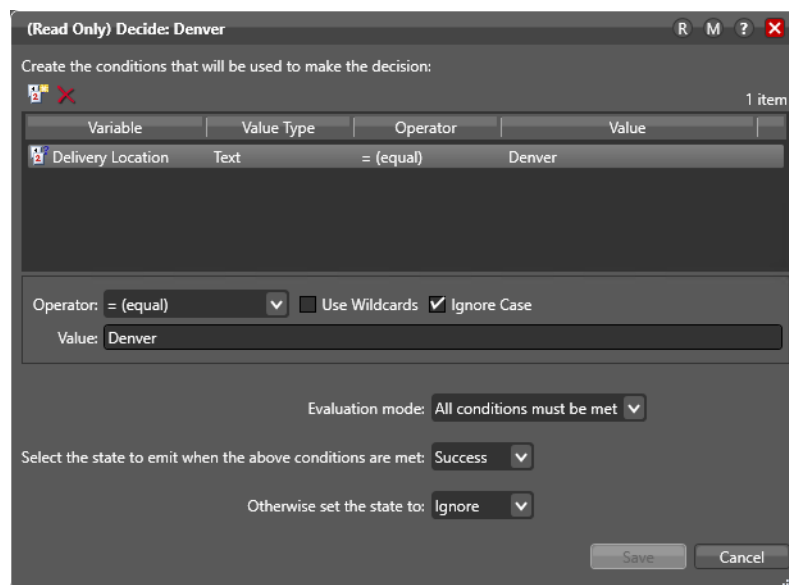 (Read Only) Decide: Denver R M ?
Create the conditions that will be used to make the decision:
1 item
Variable Value Type Operator Value
Delivery Location Text = (equal) Denver
Operator: = (equal) Use Wildcards Ignore Case
Value: Denver
Evaluation mode: All conditions must be met
Select the state to emit when the above conditions are met: Success
Otherwise set the state to: Ignore
Save Cancel